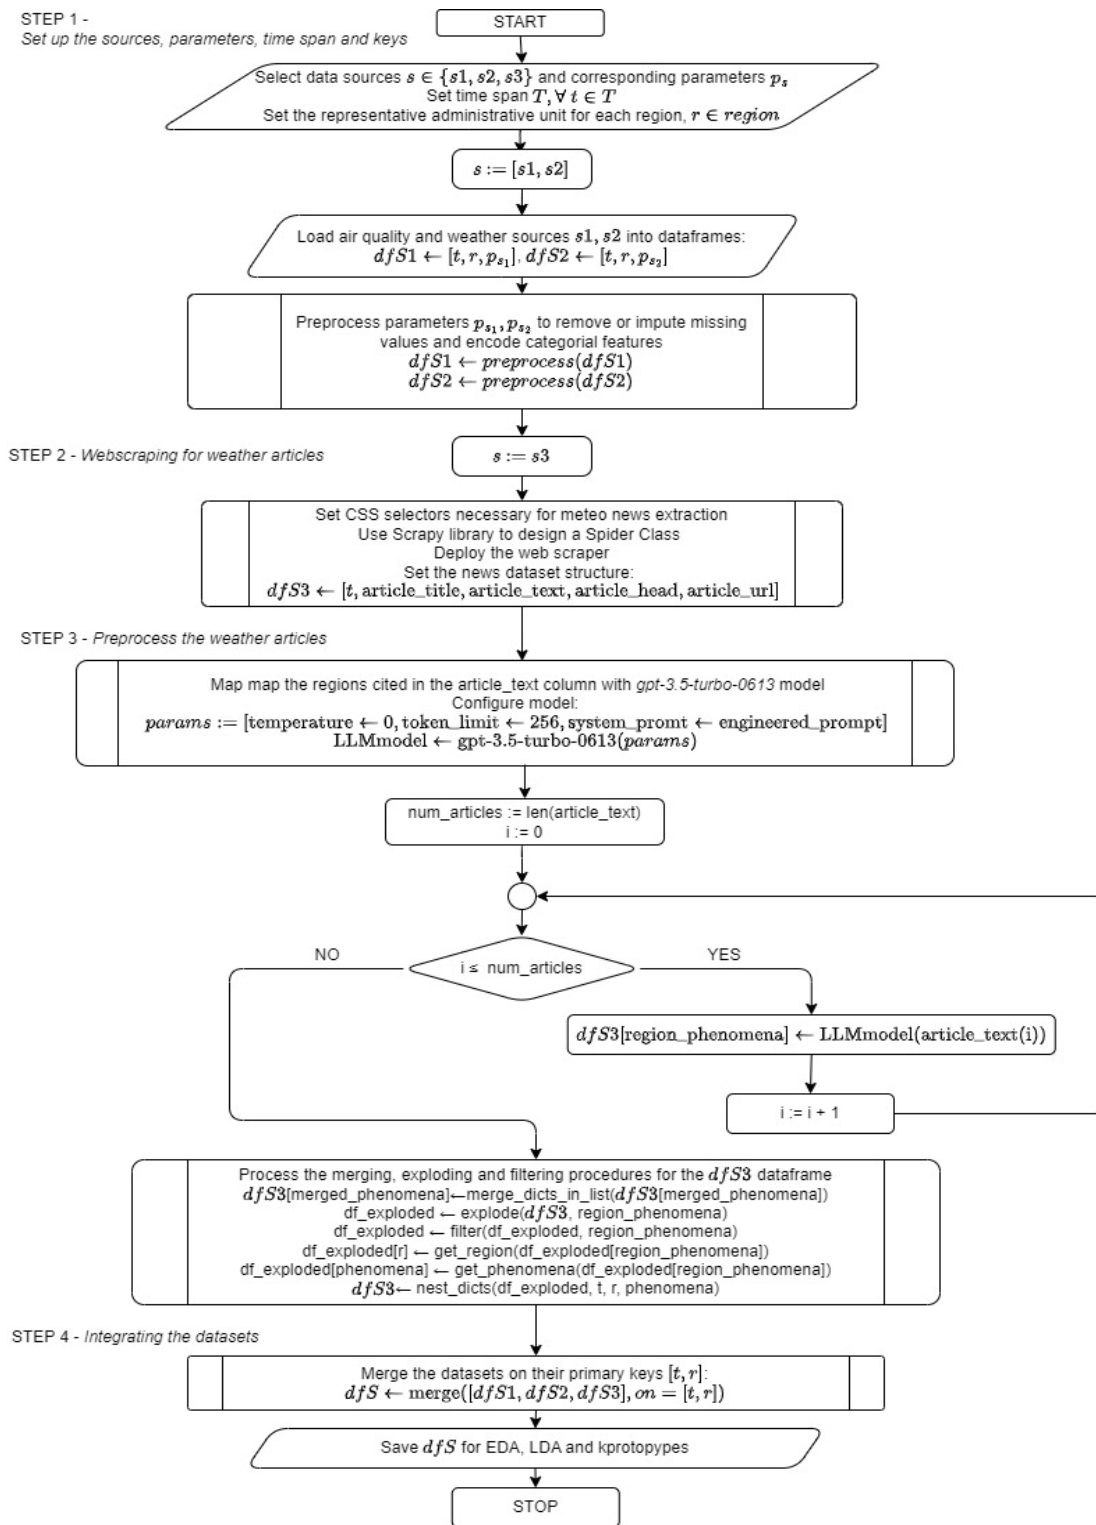 STEP 1 -
Set up the sources, parameters, time span and keys
START
Select data sources s ∈ {s1, s2, s3} and corresponding parameters pₛ
Set time span T, ∀ t ∈ T
Set the representative administrative unit for each region, r ∈ region
s := [s1, s2]
Load air quality and weather sources s1, s2 into dataframes:
dfS1 ← [t, r, pₛ₁], dfS2 ← [t, r, pₛ₂]
Preprocess parameters pₛ₁, pₛ₂ to remove or impute missing
values and encode categorial features
dfS1 ← preprocess(dfS1)
dfS2 ← preprocess(dfS2)
STEP 2 - Webscraping for weather articles
s := s3
Set CSS selectors necessary for meteo news extraction
Use Scrapy library to design a Spider Class
Deploy the web scraper
Set the news dataset structure:
dfS3 ← [t, article_title, article_text, article_head, article_url]
STEP 3 - Preprocess the weather articles
Map map the regions cited in the article_text column with gpt-3.5-turbo-0613 model
Configure model:
params := [temperature ← 0, token_limit ← 256, system_promt ← engineered_prompt]
LLMmodel ← gpt-3.5-turbo-0613(params)
num_articles := len(article_text)
i := 0
NO
i ≤ num_articles
YES
dfS3[region_phenomena] ← LLMmodel(article_text(i))
i := i + 1
Process the merging, exploding and filtering procedures for the dfS3 dataframe
dfS3[merged_phenomena]←merge_dicts_in_list(dfS3[merged_phenomena])
df_exploded ← explode(dfS3, region_phenomena)
df_exploded ← filter(df_exploded, region_phenomena)
df_exploded[r] ← get_region(df_exploded[region_phenomena])
df_exploded[phenomena] ← get_phenomena(df_exploded[region_phenomena])
dfS3← nest_dicts(df_exploded, t, r, phenomena)
STEP 4 - Integrating the datasets
Merge the datasets on their primary keys [t, r]:
dfS ← merge([dfS1, dfS2, dfS3], on = [t, r])
Save dfS for EDA, LDA and kprotopypes
STOP